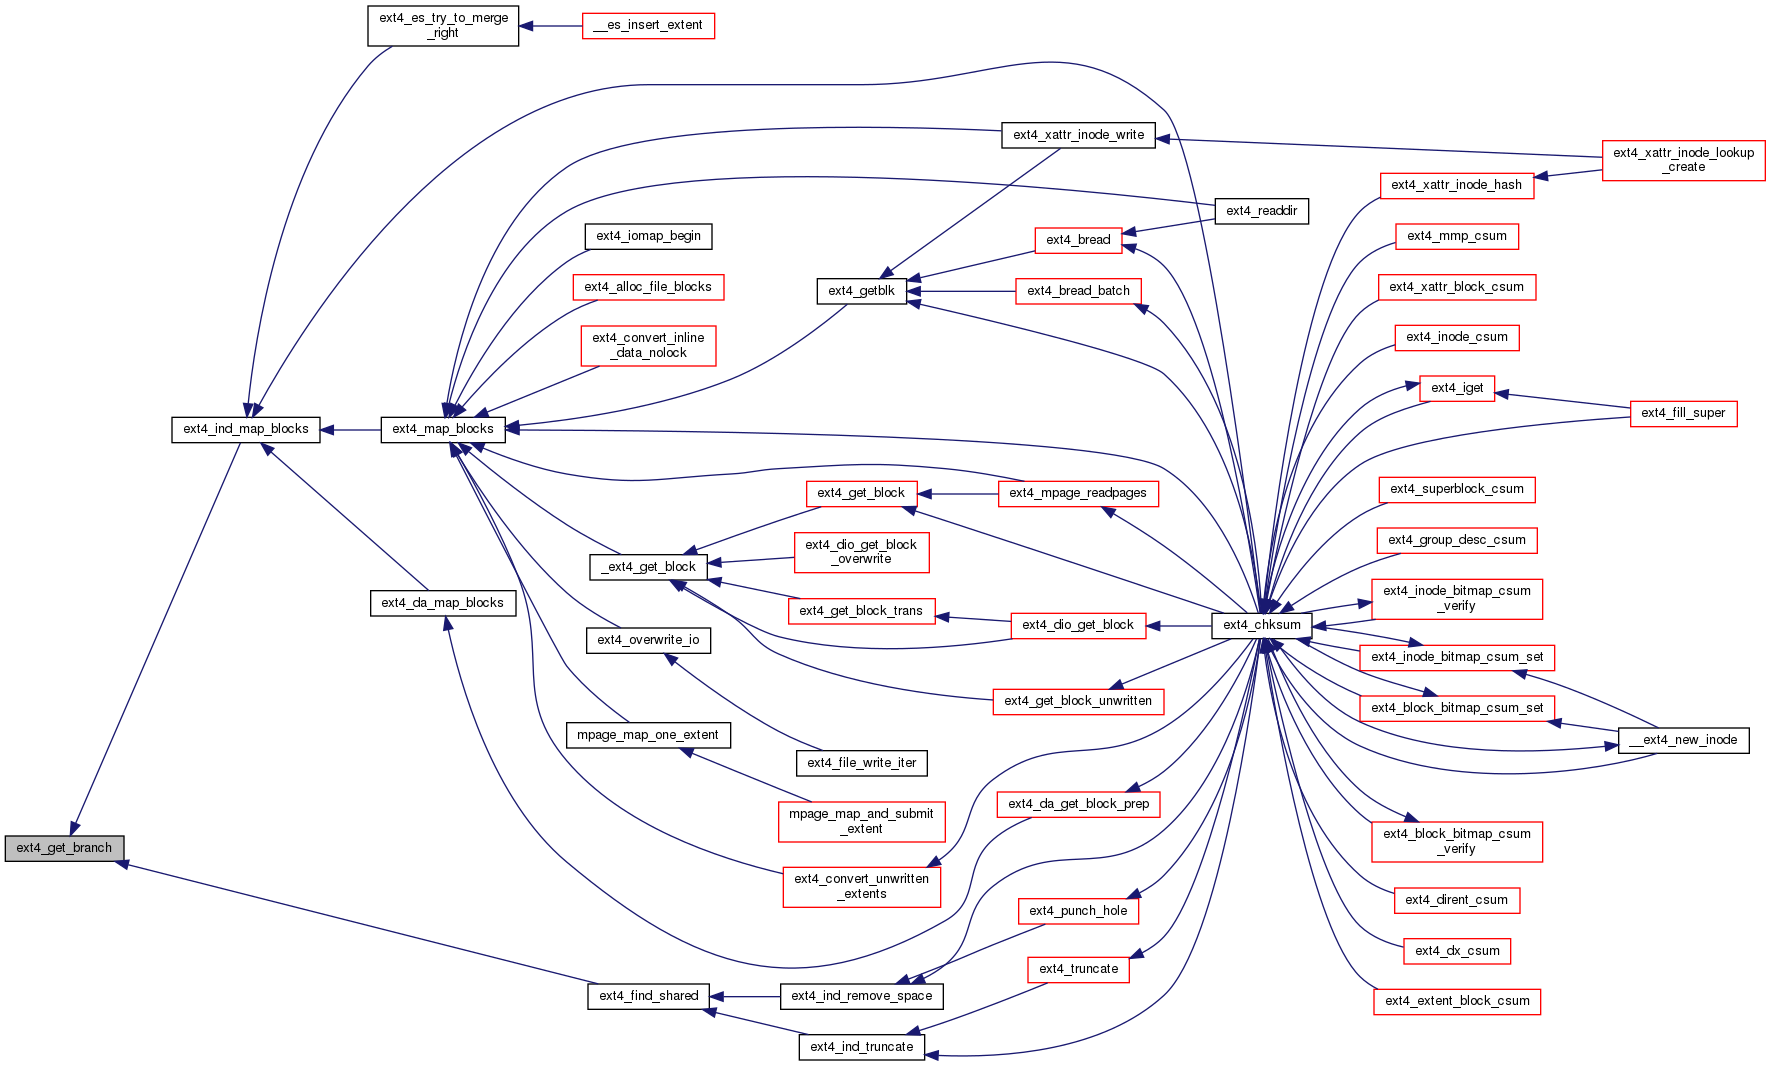 ext4_es_try_to_merge
_right
__es_insert_extent
ext4_xattr_inode_write
ext4_xattr_inode_lookup
_create
ext4_xattr_inode_hash
ext4_readdir
ext4_iomap_begin
ext4_bread
ext4_mmp_csum
ext4_alloc_file_blocks
ext4_getblk
ext4_bread_batch
ext4_xattr_block_csum
ext4_convert_inline
_data_nolock
ext4_inode_csum
ext4_iget
ext4_fill_super
ext4_ind_map_blocks
ext4_map_blocks
ext4_get_block
ext4_mpage_readpages
ext4_superblock_csum
ext4_dio_get_block
_overwrite
ext4_group_desc_csum
_ext4_get_block
ext4_da_map_blocks
ext4_get_block_trans
ext4_inode_bitmap_csum
_verify
ext4_overwrite_io
ext4_dio_get_block
ext4_chksum
ext4_inode_bitmap_csum_set
ext4_get_block_unwritten
ext4_block_bitmap_csum_set
mpage_map_one_extent
__ext4_new_inode
ext4_file_write_iter
ext4_da_get_block_prep
mpage_map_and_submit
_extent
ext4_block_bitmap_csum
_verify
ext4_get_branch
ext4_convert_unwritten
_extents
ext4_dirent_csum
ext4_punch_hole
ext4_dx_csum
ext4_truncate
ext4_find_shared
ext4_ind_remove_space
ext4_extent_block_csum
ext4_ind_truncate